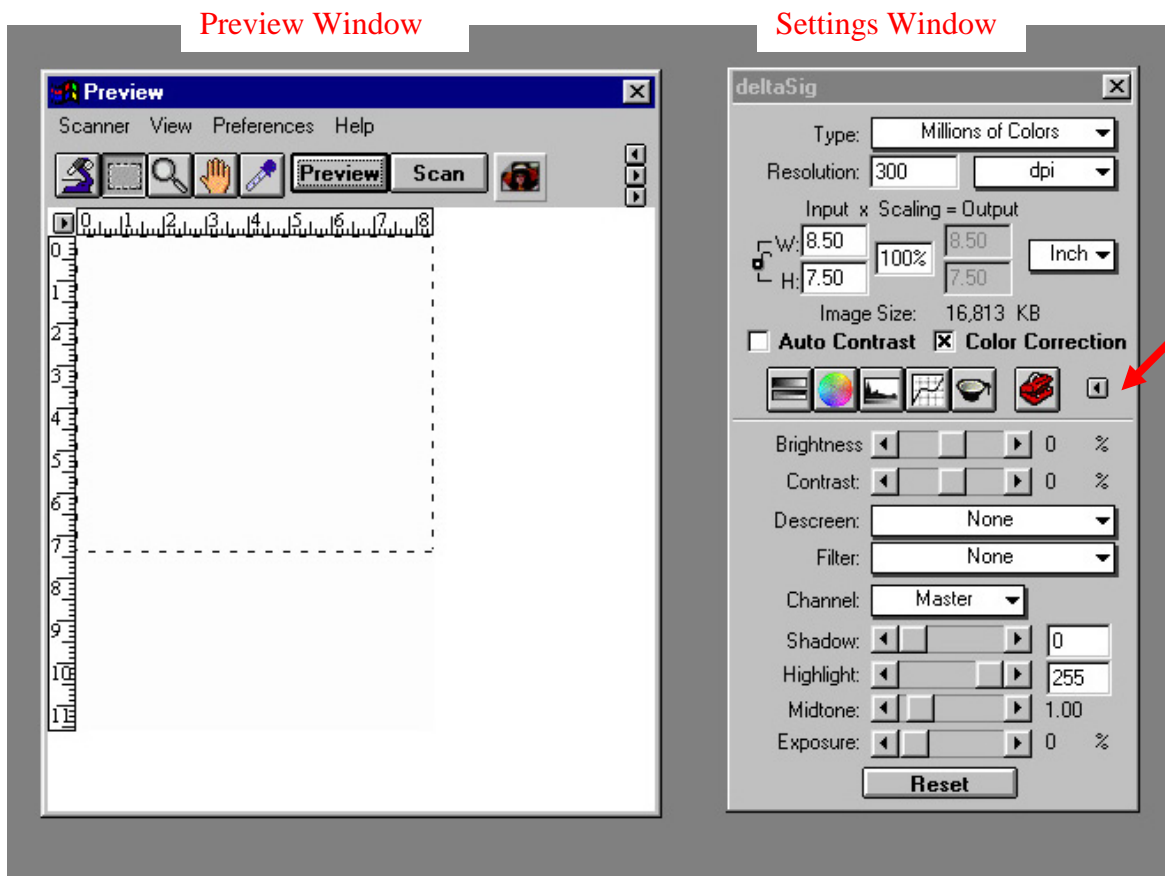 Preview Window
Settings Window
Preview
Scanner View Preferences Help
Preview Scan
0 1 2 3 4 5 6 7 8
0
1
2
3
4
5
6
7
8
9
10
11
deltaSig
Type: Millions of Colors
Resolution: 300 dpi
Input x Scaling = Output
W: 8.50 100% 8.50 Inch
H: 7.50 7.50
Image Size: 16,813 KB
Auto Contrast Color Correction
Brightness 0 %
Contrast: 0 %
Descreen: None
Filter: None
Channel: Master
Shadow: 0
Highlight: 255
Midtone: 1.00
Exposure: 0 %
Reset